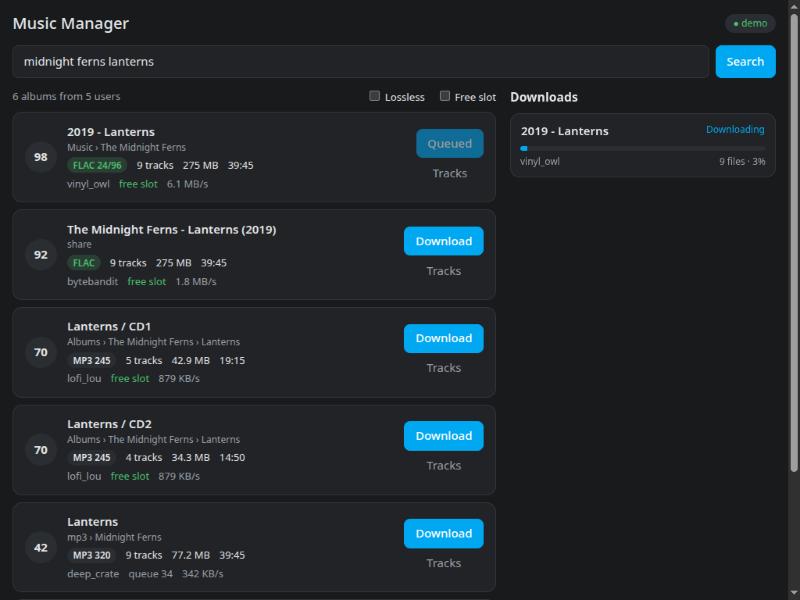 Music Manager
● demo
midnight ferns lanterns
Search
6 albums from 5 users
Lossless
Free slot
Downloads
98
2019 - Lanterns
Music › The Midnight Ferns
FLAC 24/96 9 tracks 275 MB 39:45
vinyl_owl free slot 6.1 MB/s
Queued
Tracks
2019 - Lanterns
Downloading
vinyl_owl
9 files · 3%
92
The Midnight Ferns - Lanterns (2019)
share
FLAC 9 tracks 275 MB 39:45
bytebandit free slot 1.8 MB/s
Download
Tracks
70
Lanterns / CD1
Albums › The Midnight Ferns › Lanterns
MP3 245 5 tracks 42.9 MB 19:15
lofi_lou free slot 879 KB/s
Download
Tracks
70
Lanterns / CD2
Albums › The Midnight Ferns › Lanterns
MP3 245 4 tracks 34.3 MB 14:50
lofi_lou free slot 879 KB/s
Download
Tracks
42
Lanterns
mp3 › Midnight Ferns
MP3 320 9 tracks 77.2 MB 39:45
deep_crate queue 34 342 KB/s
Download
Tracks